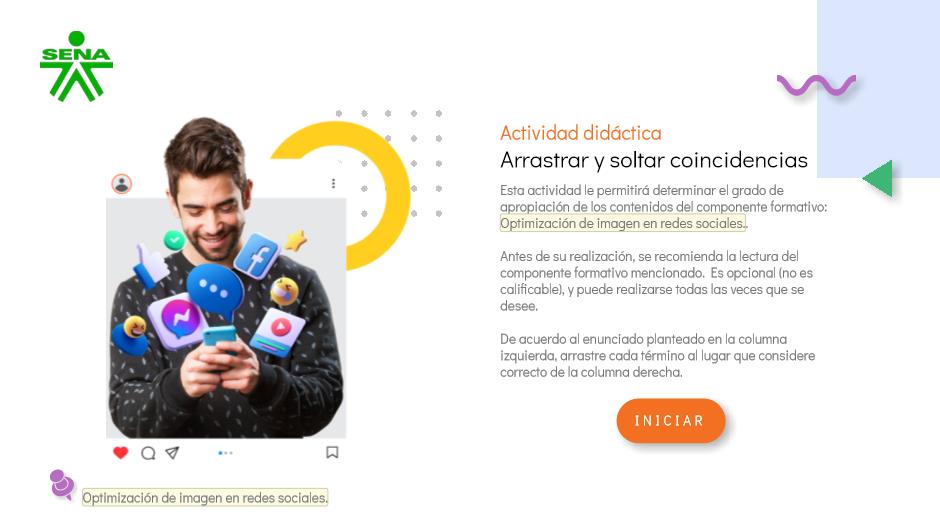 SENA
Actividad didáctica
Arrastrar y soltar coincidencias
Esta actividad le permitirá determinar el grado de
apropiación de los contenidos del componente formativo:
Optimización de imagen en redes sociales..
Antes de su realización, se recomienda la lectura del
componente formativo mencionado. Es opcional (no es
calificable), y puede realizarse todas las veces que se
desee.
De acuerdo al enunciado planteado en la columna
izquierda, arrastre cada término al lugar que considere
correcto de la columna derecha.
INICIAR
Optimización de imagen en redes sociales.